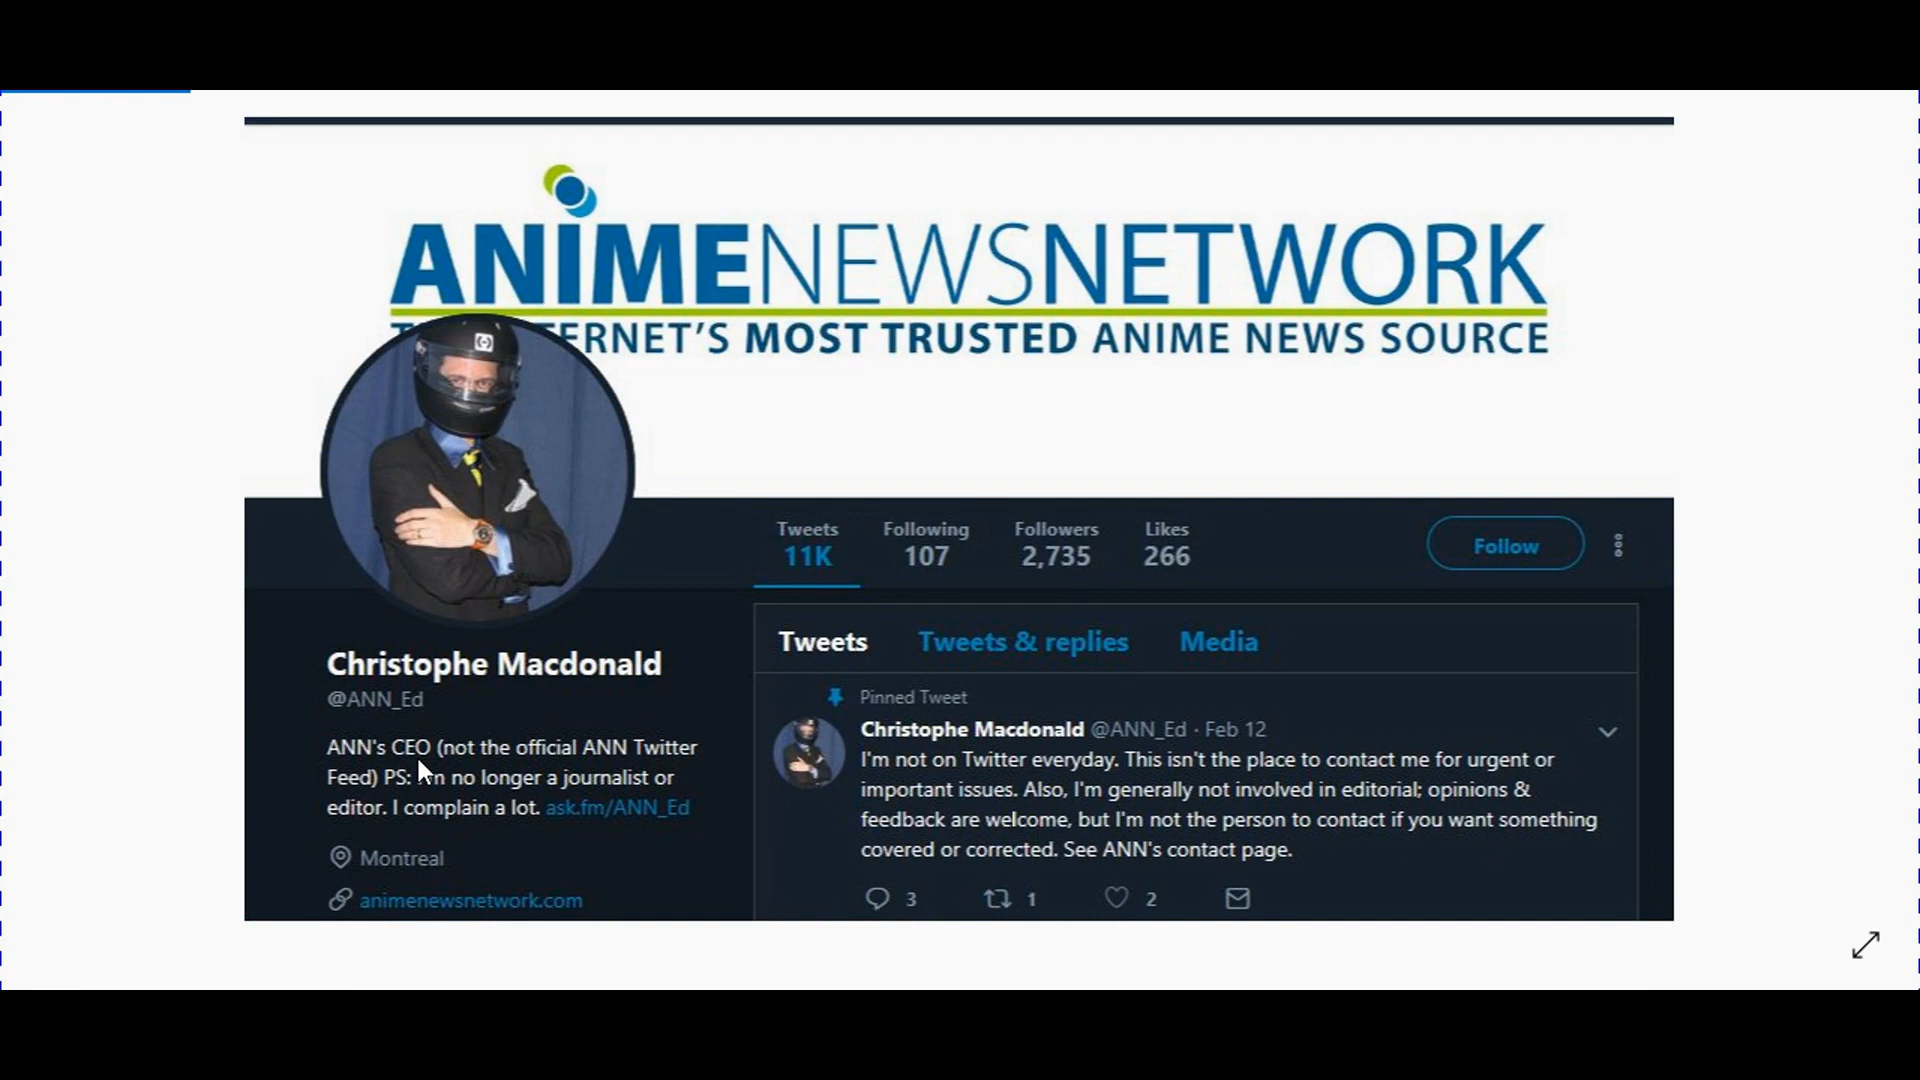 ANIMENEWSNETWORK
ERNET'S MOST TRUSTED ANIME NEWS SOURCE
Tweets Following Followers Likes
11K 107 2,735 266
Follow
Christophe Macdonald
@ANN_Ed
ANN's CEO (not the official ANN Twitter
Feed) PS: I'm no longer a journalist or
editor. I complain a lot. ask.fm/ANN_Ed
Montreal
animenewsnetwork.com
Tweets Tweets & replies Media
Pinned Tweet
Christophe Macdonald @ANN_Ed · Feb 12
I'm not on Twitter everyday. This isn't the place to contact me for urgent or
important issues. Also, I'm generally not involved in editorial; opinions &
feedback are welcome, but I'm not the person to contact if you want something
covered or corrected. See ANN's contact page.
3 1 2